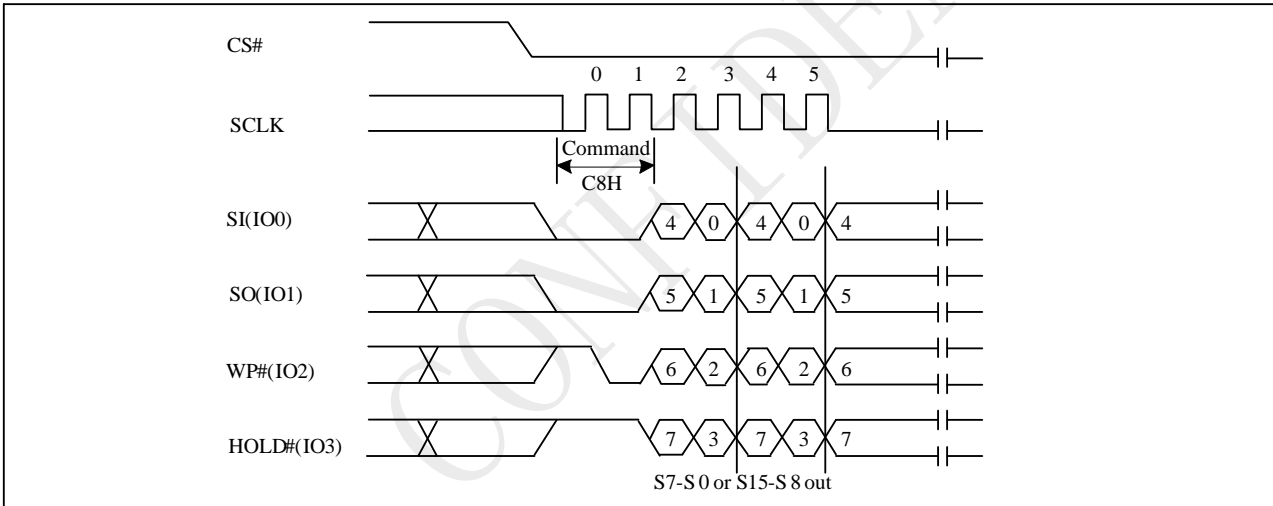 CS#
0 1 2 3 4 5
SCLK
Command
C8H
SI(IO0) 4 0 4 0 4
SO(IO1) 5 1 5 1 5
WP#(IO2) 6 2 6 2 6
HOLD#(IO3) 7 3 7 3 7
S7-S 0 or S15-S 8 out
CONFIDE